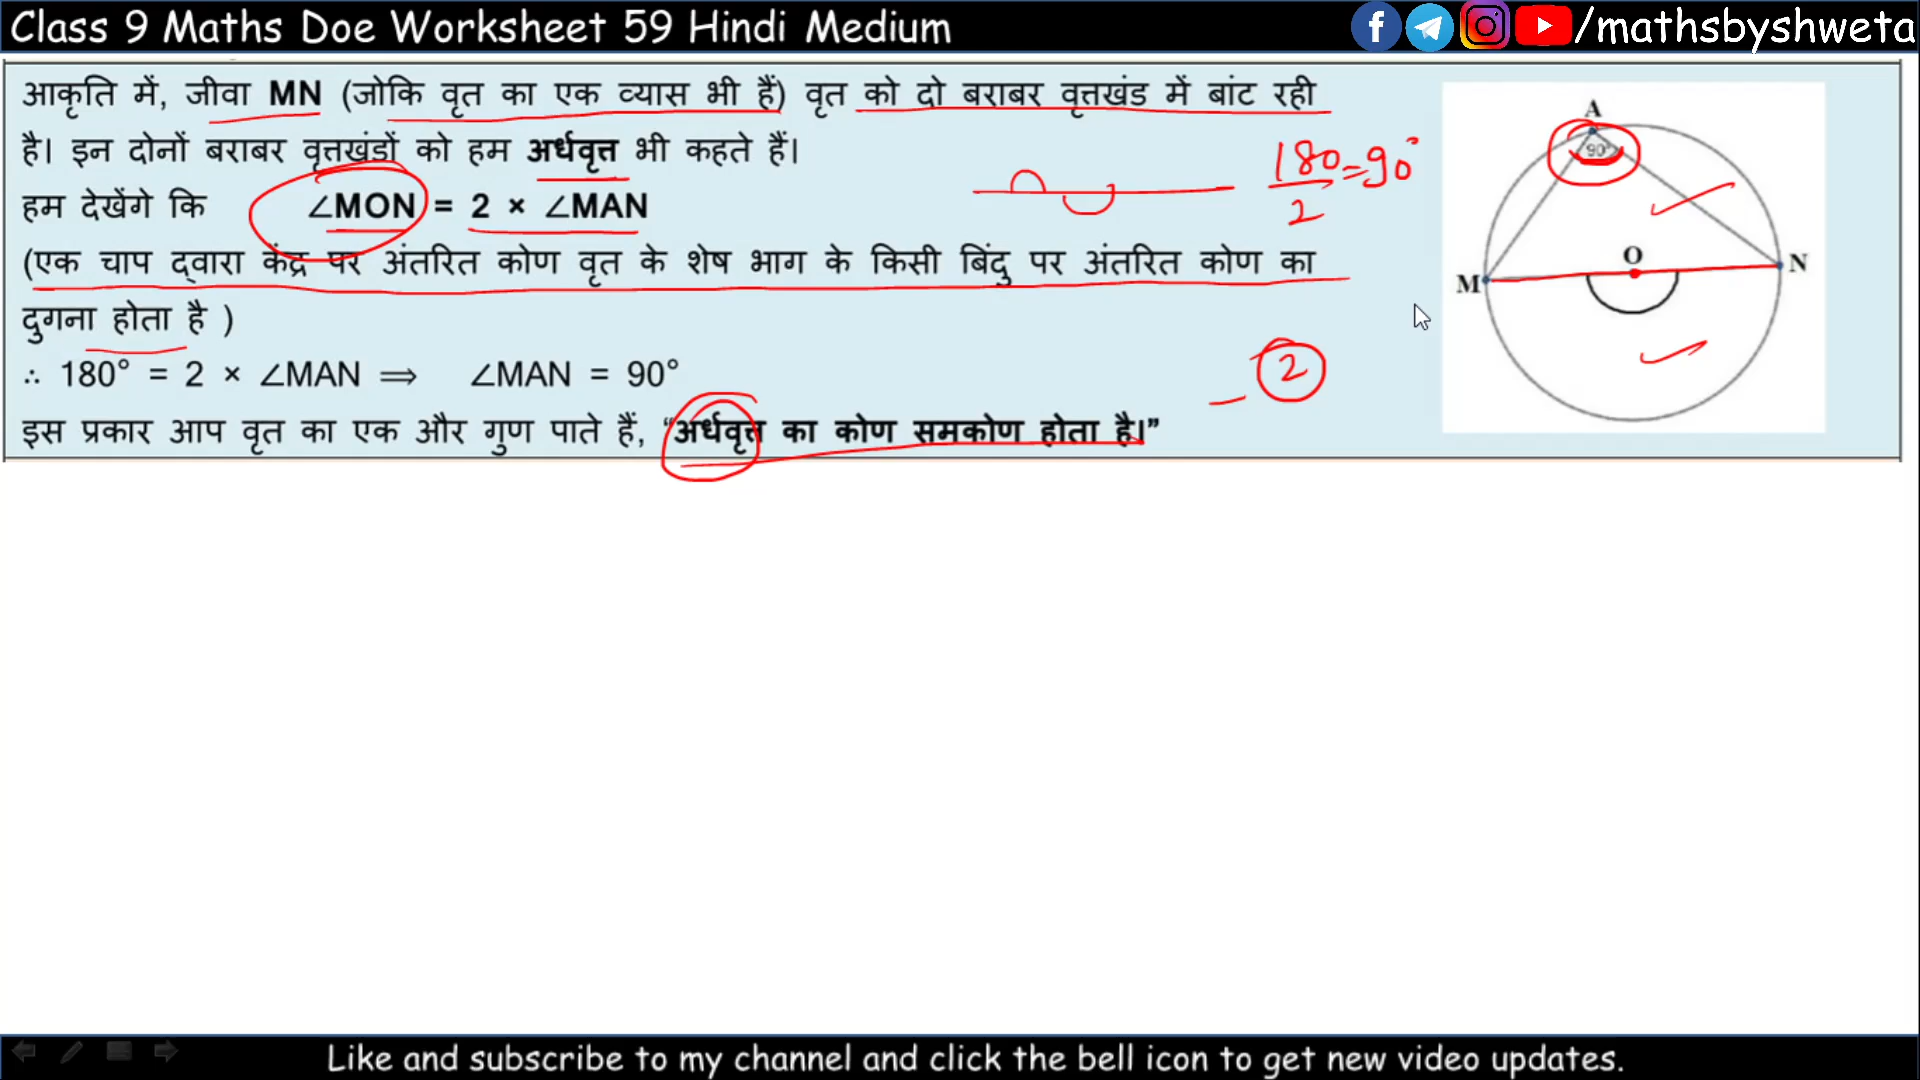 Class 9 Maths Doe Worksheet 59 Hindi Medium
/mathsbyshweta
आकृति में, जीवा MN (जोकि वृत का एक व्यास भी हैं) वृत को दो बराबर वृत्तखंड में बांट रही
है। इन दोनों बराबर वृत्तखंडों को हम अर्धवृत्त भी कहते हैं।
हम देखेंगे कि ∠MON = 2 × ∠MAN
(एक चाप द्वारा केंद्र पर अंतरित कोण वृत के शेष भाग के किसी बिंदु पर अंतरित कोण का
दुगना होता है )
∴ 180° = 2 × ∠MAN ⟹ ∠MAN = 90°
इस प्रकार आप वृत का एक और गुण पाते हैं, “अर्धवृत्त का कोण समकोण होता है।”
180/2 = 90°
2
A
90°
O
M
N
Like and subscribe to my channel and click the bell icon to get new video updates.